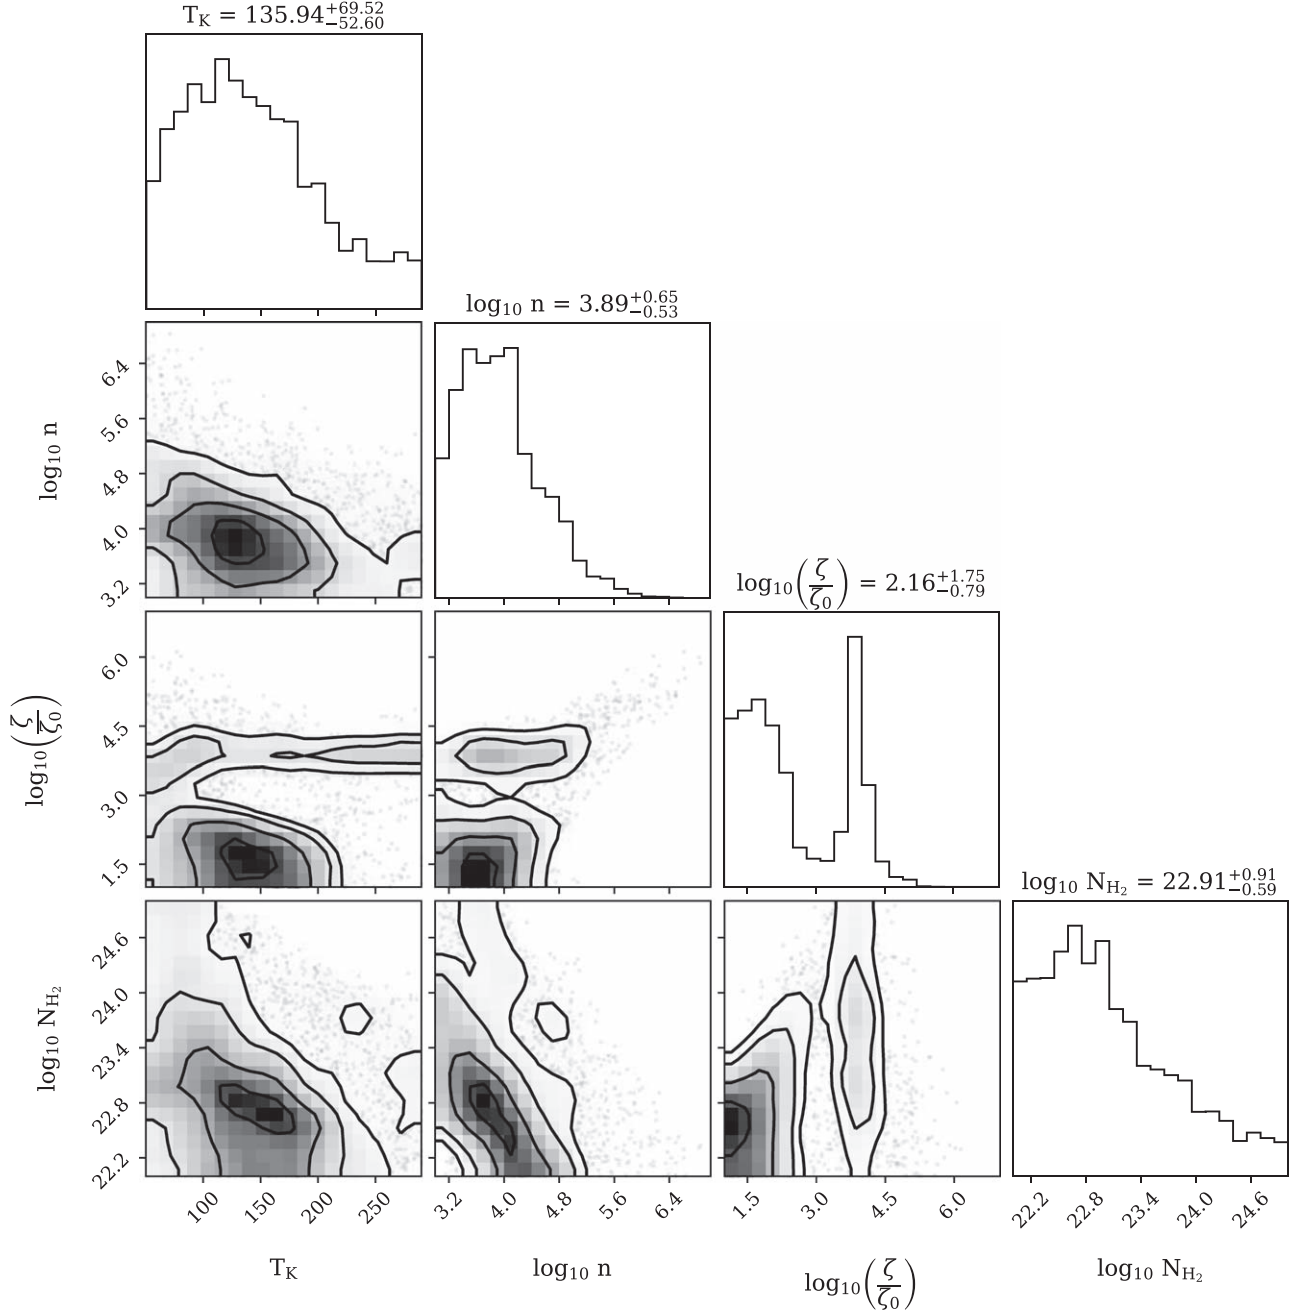 T_K = 135.94^{+69.52}_{−52.60}
log₁₀ n = 3.89^{+0.65}_{−0.53}
log₁₀ n
6.4
5.6
4.8
4.0
3.2
log₁₀(ζ/ζ₀) = 2.16^{+1.75}_{−0.79}
log₁₀(ζ/ζ₀)
6.0
4.5
3.0
1.5
log₁₀ N_{H₂} = 22.91^{+0.91}_{−0.59}
log₁₀ N_{H₂}
24.6
24.0
23.4
22.8
22.2
100 150 200 250 3.2 4.0 4.8 5.6 6.4 1.5 3.0 4.5 6.0 22.2 22.8 23.4 24.0 24.6
T_K log₁₀ n log₁₀(ζ/ζ₀) log₁₀ N_{H₂}